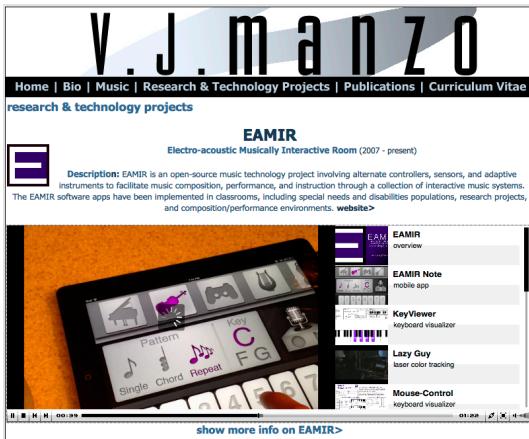 V.J.manzo
Home | Bio | Music | Research & Technology Projects | Publications | Curriculum Vitae
research & technology projects
EAMIR
Electro-acoustic Musically Interactive Room (2007 - present)
Description: EAMIR is an open-source music technology project involving alternate controllers, sensors, and adaptive
instruments to facilitate music composition, performance, and instruction through a collection of interactive music systems.
The EAMIR software apps have been implemented in classrooms, including special needs and disabilities populations, research projects,
and composition/performance environments. website>
Pattern
Single Chord Repeat
Key
C
F G
EAM
EAMIR
overview
EAMIR Note
mobile app
KeyViewer
keyboard visualizer
Lazy Guy
laser color tracking
Mouse-Control
keyboard visualizer
00:39
01:22
show more info on EAMIR>